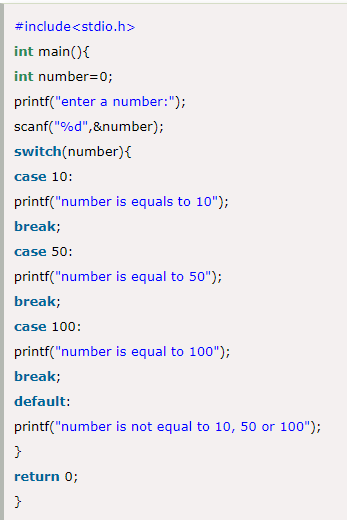 #include<stdio.h>
int main(){
int number=0;
printf("enter a number:");
scanf("%d",&number);
switch(number){
case 10:
printf("number is equals to 10");
break;
case 50:
printf("number is equal to 50");
break;
case 100:
printf("number is equal to 100");
break;
default:
printf("number is not equal to 10, 50 or 100");
}
return 0;
}